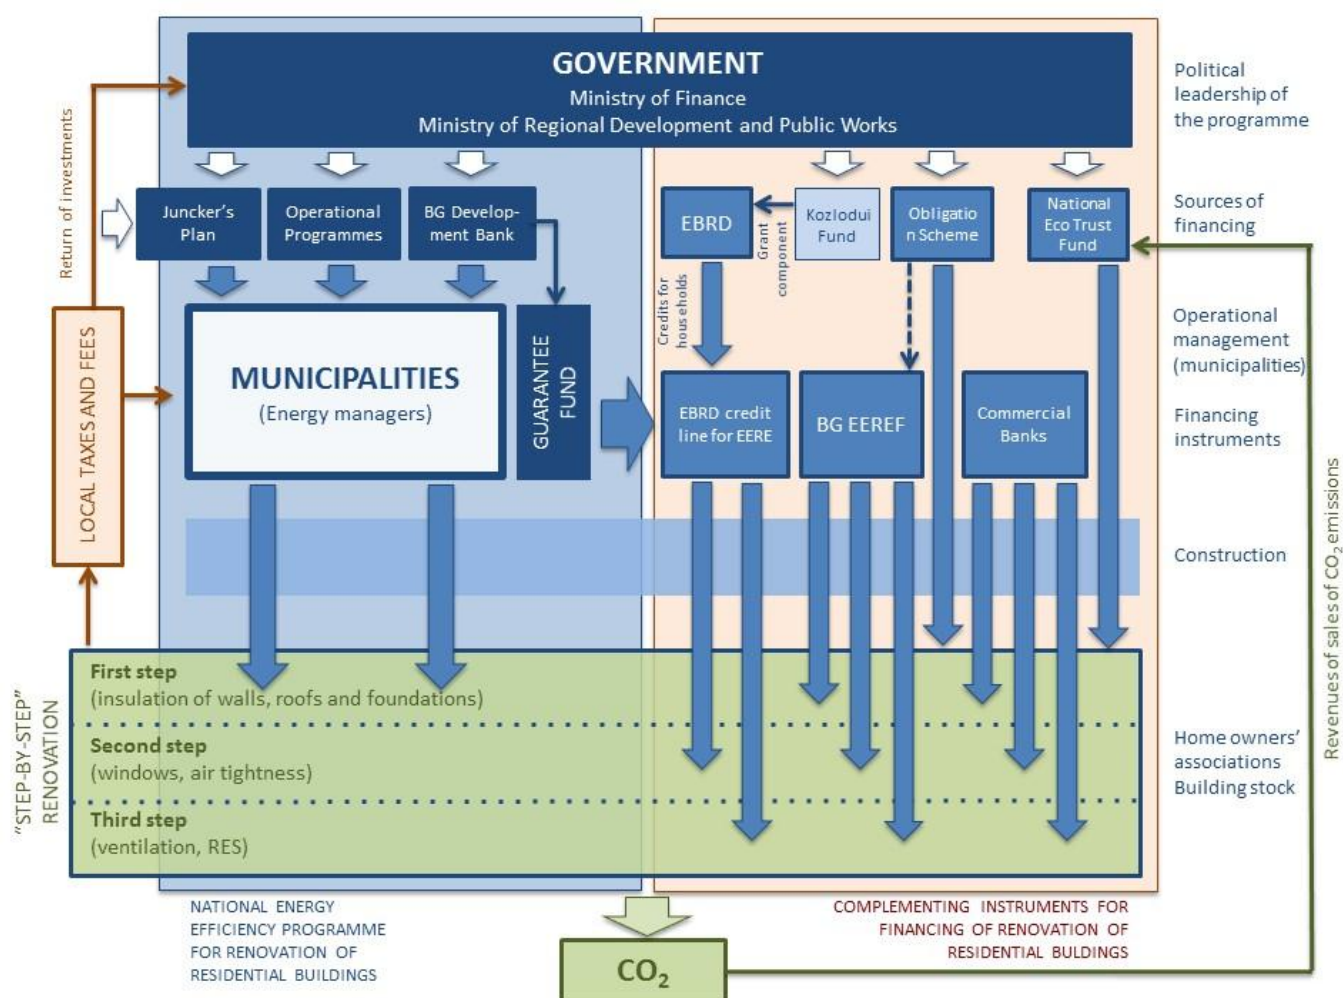 GOVERNMENT
Ministry of Finance
Ministry of Regional Development and Public Works
Political
leadership of
the programme
Return of investments
Juncker's
Plan
Operational
Programmes
BG Develop-
ment Bank
EBRD
Grant
component
Kozlodui
Fund
Obligatio
n Scheme
National
Eco Trust
Fund
Sources of
financing
Credits for
households
LOCAL TAXES AND FEES
MUNICIPALITIES
(Energy managers)
GUARANTEE
FUND
EBRD credit
line for EERE
BG EEREF
Commercial
Banks
Operational
management
(municipalities)
Financing
instruments
Construction
Revenues of sales of CO2 emissions
"STEP-BY-STEP"
RENOVATION
First step
(insulation of walls, roofs and foundations)
Second step
(windows, air tightness)
Third step
(ventilation, RES)
Home owners'
associations
Building stock
NATIONAL ENERGY
EFFICIENCY PROGRAMME
FOR RENOVATION OF
RESIDENTIAL BUILDINGS
COMPLEMENTING INSTRUMENTS FOR
FINANCING OF RENOVATION OF
RESIDENTIAL BULDINGS
CO2